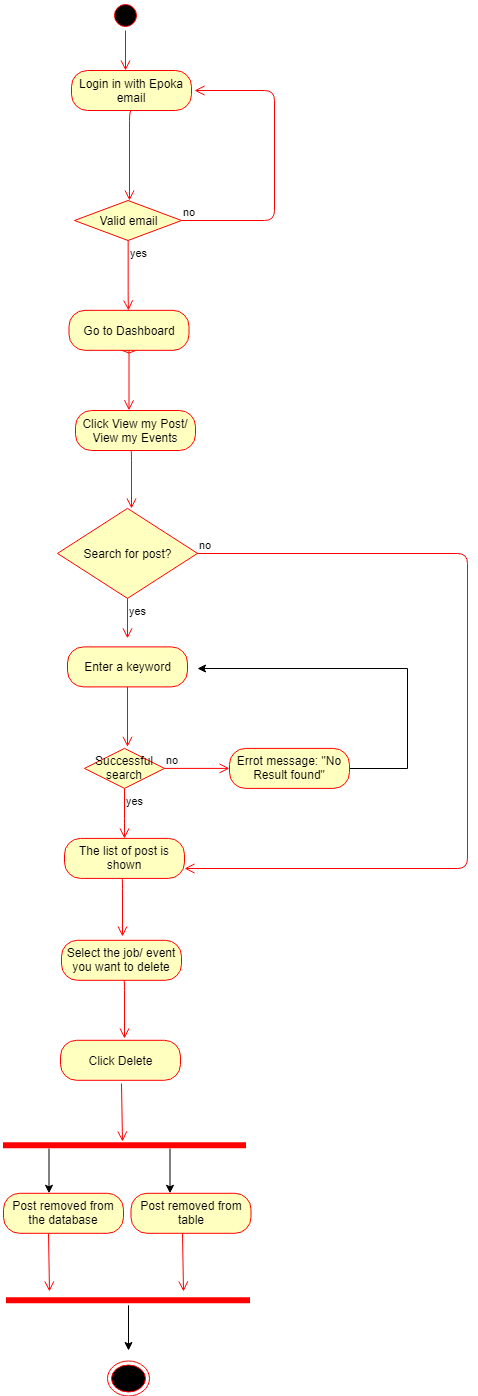 Login in with Epoka
email
Valid email
no
yes
Go to Dashboard
Click View my Post/
View my Events
Search for post?
no
yes
Enter a keyword
Successful
search
no
Errot message: "No
Result found"
yes
The list of post is
shown
Select the job/ event
you want to delete
Click Delete
Post removed from
the database
Post removed from
table